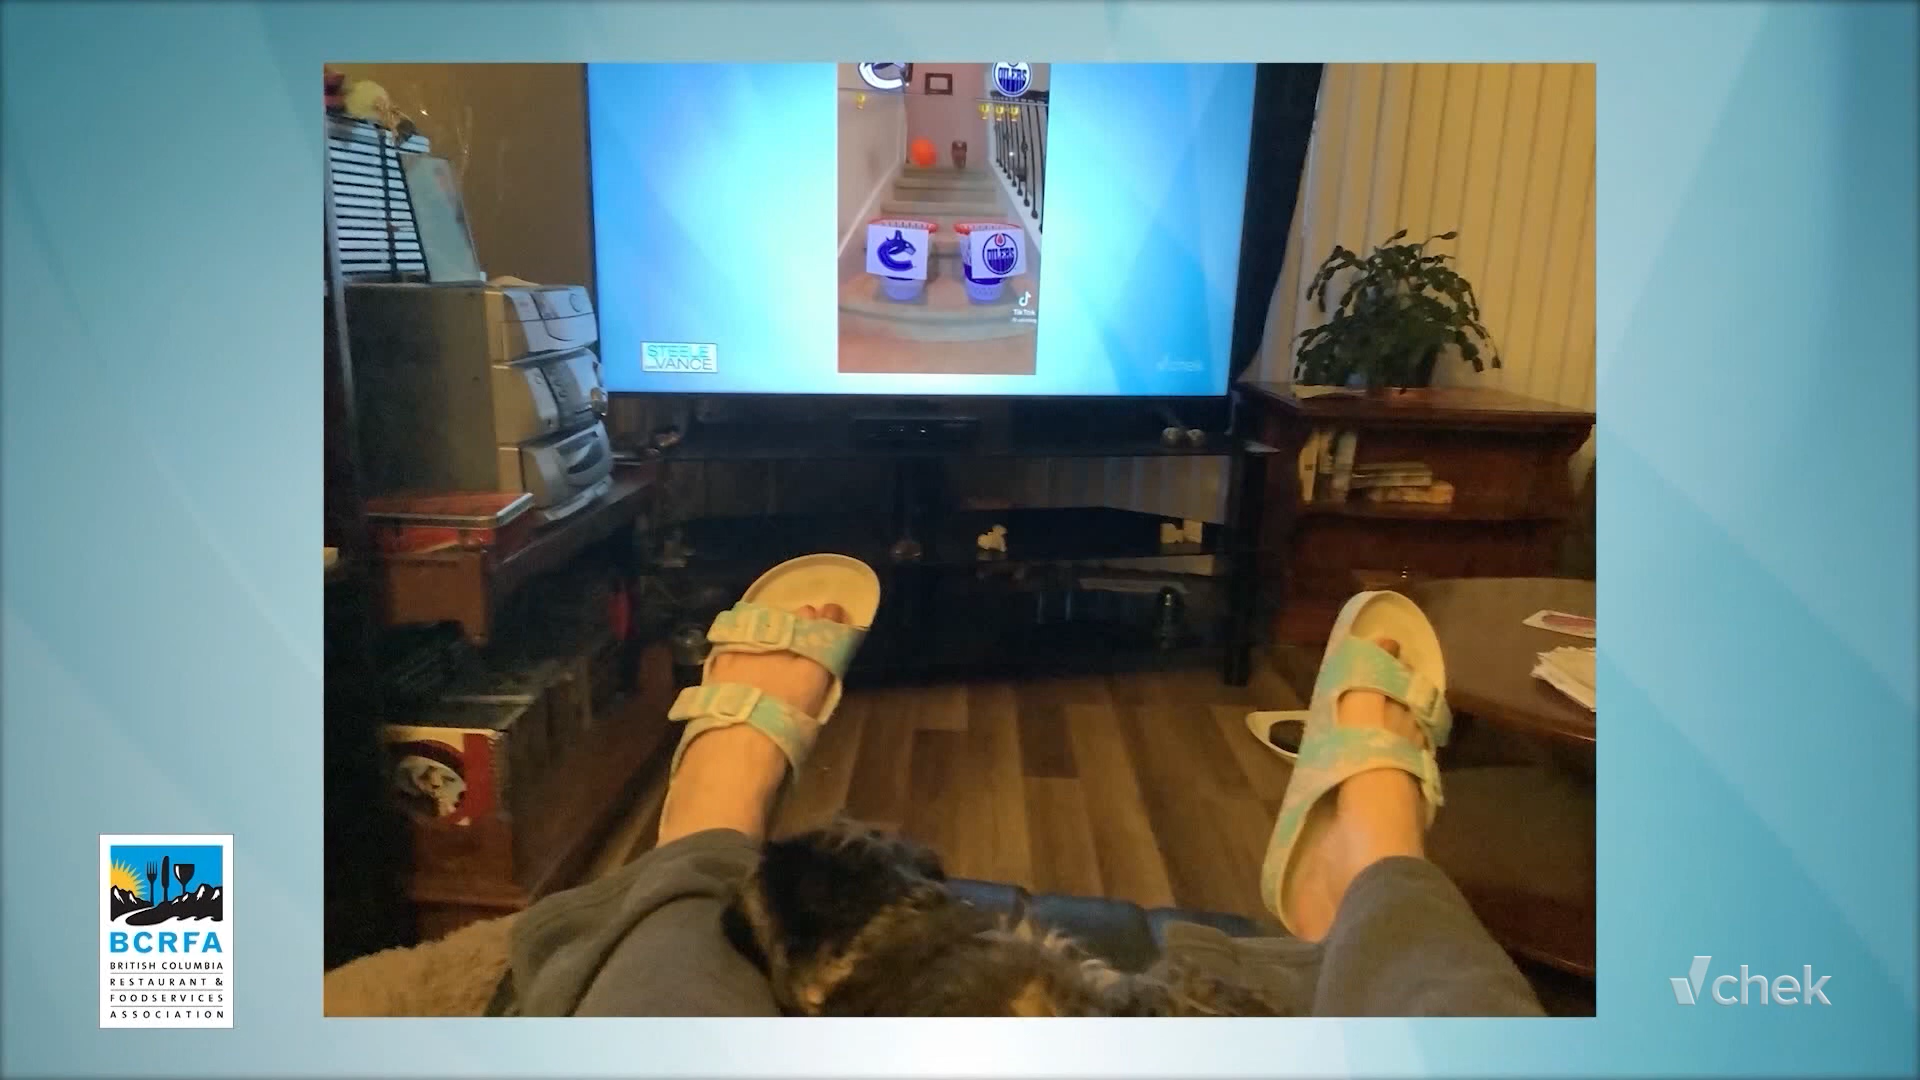 OILERS
OILERS
TikTok
STEELE
VANCE
chek
BCRFA
BRITISH COLUMBIA
RESTAURANT &
FOODSERVICES
ASSOCIATION
chek